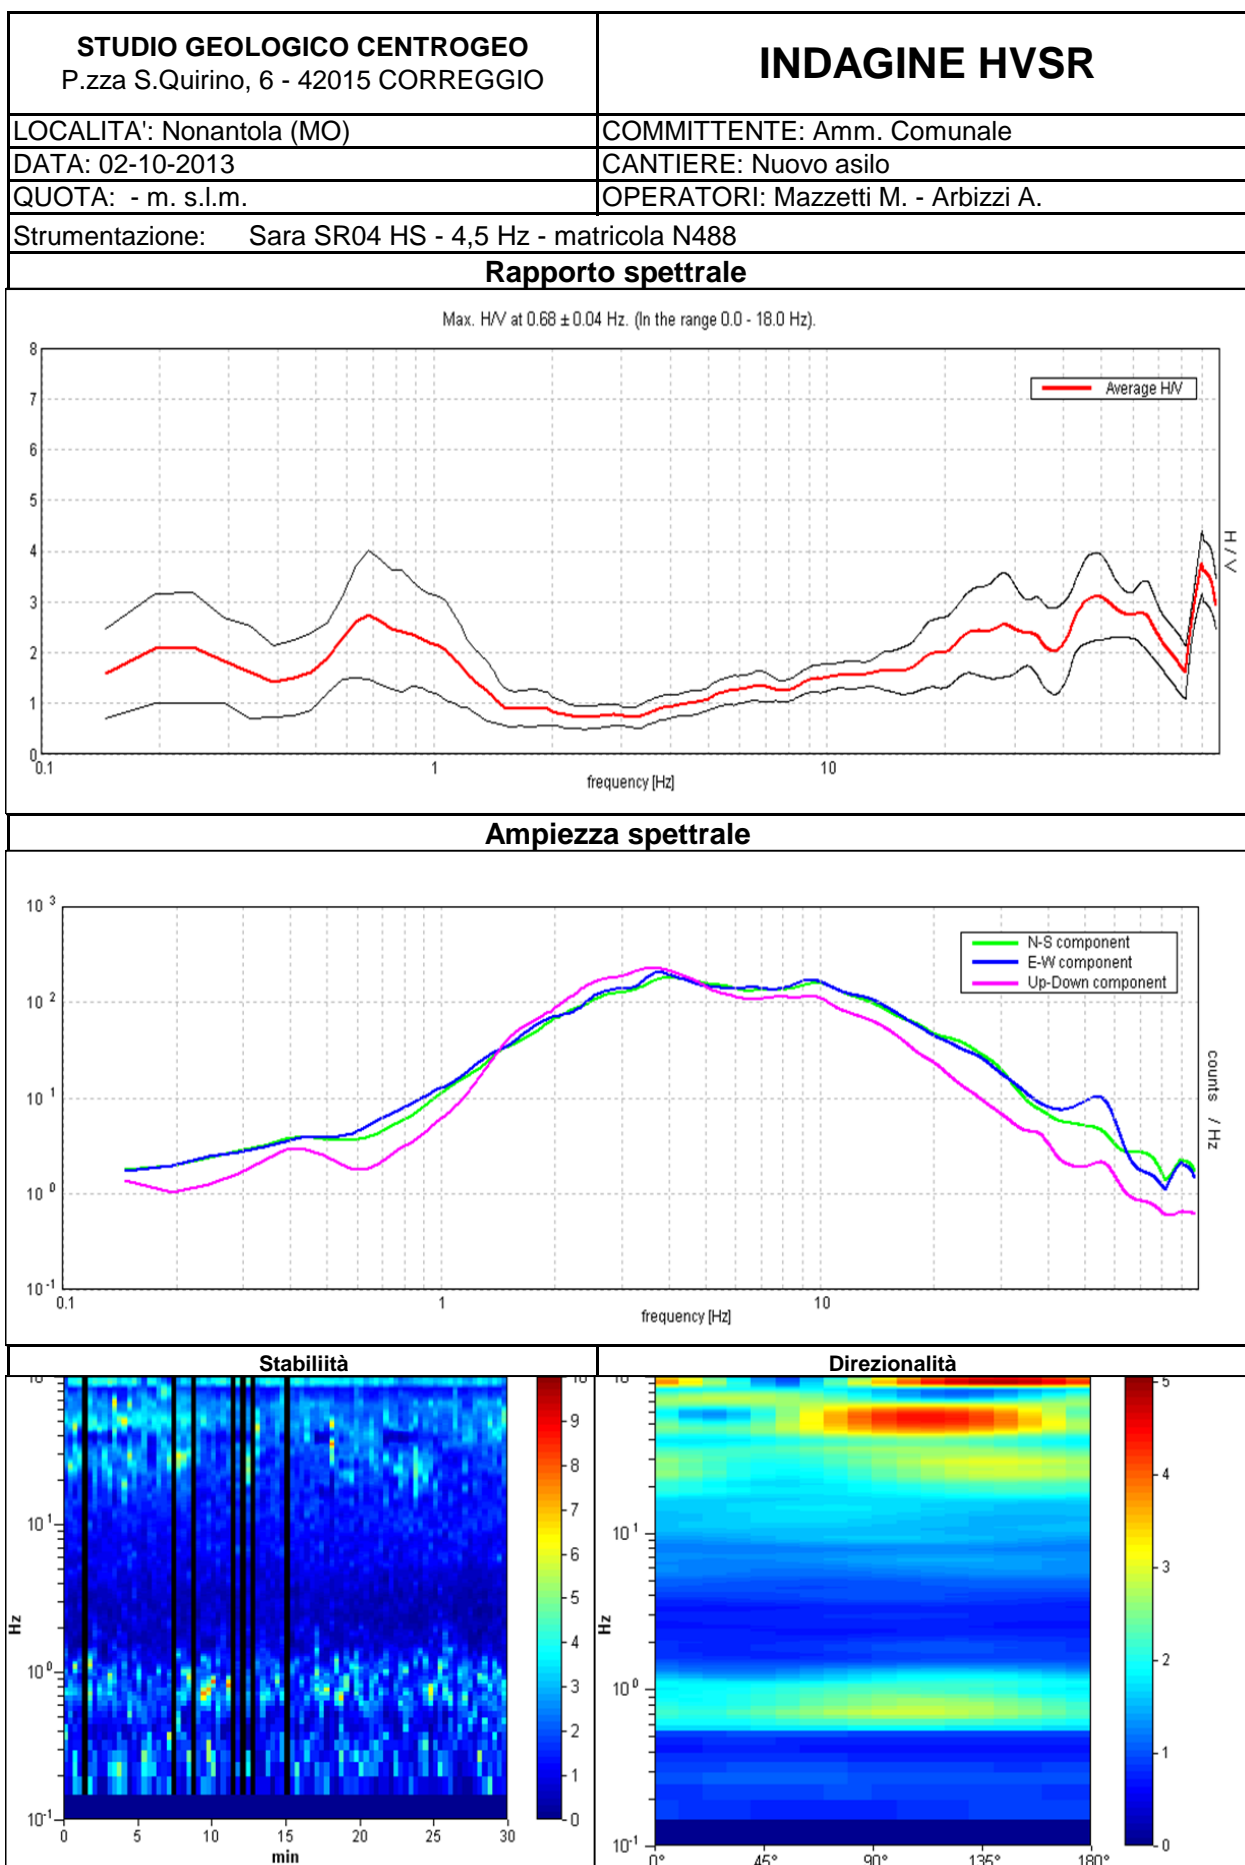 STUDIO GEOLOGICO CENTROGEO
P.zza S.Quirino, 6 - 42015 CORREGGIO
INDAGINE HVSR
LOCALITA': Nonantola (MO)
COMMITTENTE: Amm. Comunale
DATA: 02-10-2013
CANTIERE: Nuovo asilo
QUOTA: - m. s.l.m.
OPERATORI: Mazzetti M. - Arbizzi A.
Strumentazione: Sara SR04 HS - 4,5 Hz - matricola N488
Rapporto spettrale
Max. H/V at 0.68 ± 0.04 Hz. (In the range 0.0 - 18.0 Hz).
8
7
6
5
4
3
2
1
0
Average H/V
H / V
0.1 1 10
frequency [Hz]
Ampiezza spettrale
10 3
10 2
10 1
10 0
10 -1
N-S component
E-W component
Up-Down component
counts / Hz
0.1 1 10
frequency [Hz]
Stabiliità
10 1
10 0
10 -1
Hz
0 5 10 15 20 25 30
min
10
9
8
7
6
5
4
3
2
1
0
Direzionalità
10 1
10 0
10 -1
Hz
0° 45° 90° 135° 180°
5
4
3
2
1
0